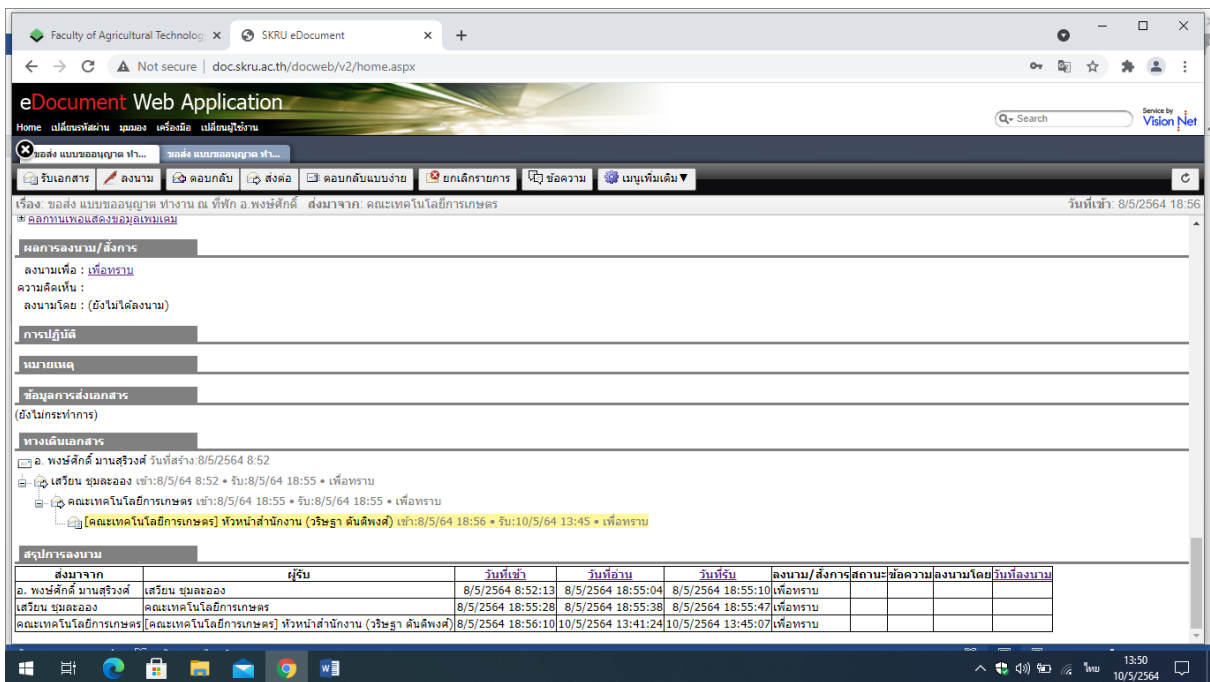 Faculty of Agricultural Technolog
SKRU eDocument
Not secure | doc.skru.ac.th/docweb/v2/home.aspx
eDocument Web Application
Home เปลี่ยนรหัสผ่าน มุมมอง เครื่องมือ เปลี่ยนผู้ใช้งาน
Search
Service by
Vision Net
ขอส่ง แบบขออนุญาต ทำ...
ขอส่ง แบบขออนุญาต ทำ...
รับเอกสาร ลงนาม ตอบกลับ ส่งต่อ ตอบกลับแบบง่าย ยกเลิกรายการ ข้อความ เมนูเพิ่มเติม▼
เรื่อง: ขอส่ง แบบขออนุญาต ทำงาน ณ ที่พัก อ.พงษ์ศักดิ์ ส่งมาจาก: คณะเทคโนโลยีการเกษตร วันที่เข้า: 8/5/2564 18:56
คลิกที่นี่เพื่อแสดงข้อมูลเพิ่มเติม
ผลการลงนาม/สั่งการ
ลงนามเพื่อ : เพื่อทราบ
ความคิดเห็น :
ลงนามโดย : (ยังไม่ได้ลงนาม)
การปฏิบัติ
หมายเหตุ
ข้อมูลการส่งเอกสาร
(ยังไม่กระทำการ)
ทางเดินเอกสาร
อ. พงษ์ศักดิ์ มานสุริวงศ์ วันที่สร้าง:8/5/2564 8:52
เสวียน ชุมละออง เข้า:8/5/64 8:52 • รับ:8/5/64 18:55 • เพื่อทราบ
คณะเทคโนโลยีการเกษตร เข้า:8/5/64 18:55 • รับ:8/5/64 18:55 • เพื่อทราบ
[คณะเทคโนโลยีการเกษตร] หัวหน้าสำนักงาน (วริษฐา ตันติพงศ์) เข้า:8/5/64 18:56 • รับ:10/5/64 13:45 • เพื่อทราบ
สรุปการลงนาม
ส่งมาจาก ผู้รับ วันที่เข้า วันที่อ่าน วันที่รับ ลงนาม/สั่งการ สถานะ ข้อความ ลงนามโดย วันที่ลงนาม
อ. พงษ์ศักดิ์ มานสุริวงศ์ เสวียน ชุมละออง 8/5/2564 8:52:13 8/5/2564 18:55:04 8/5/2564 18:55:10 เพื่อทราบ
เสวียน ชุมละออง คณะเทคโนโลยีการเกษตร 8/5/2564 18:55:28 8/5/2564 18:55:38 8/5/2564 18:55:47 เพื่อทราบ
คณะเทคโนโลยีการเกษตร [คณะเทคโนโลยีการเกษตร] หัวหน้าสำนักงาน (วริษฐา ตันติพงศ์) 8/5/2564 18:56:10 10/5/2564 13:41:24 10/5/2564 13:45:07 เพื่อทราบ
ไทย
13:50
10/5/2564